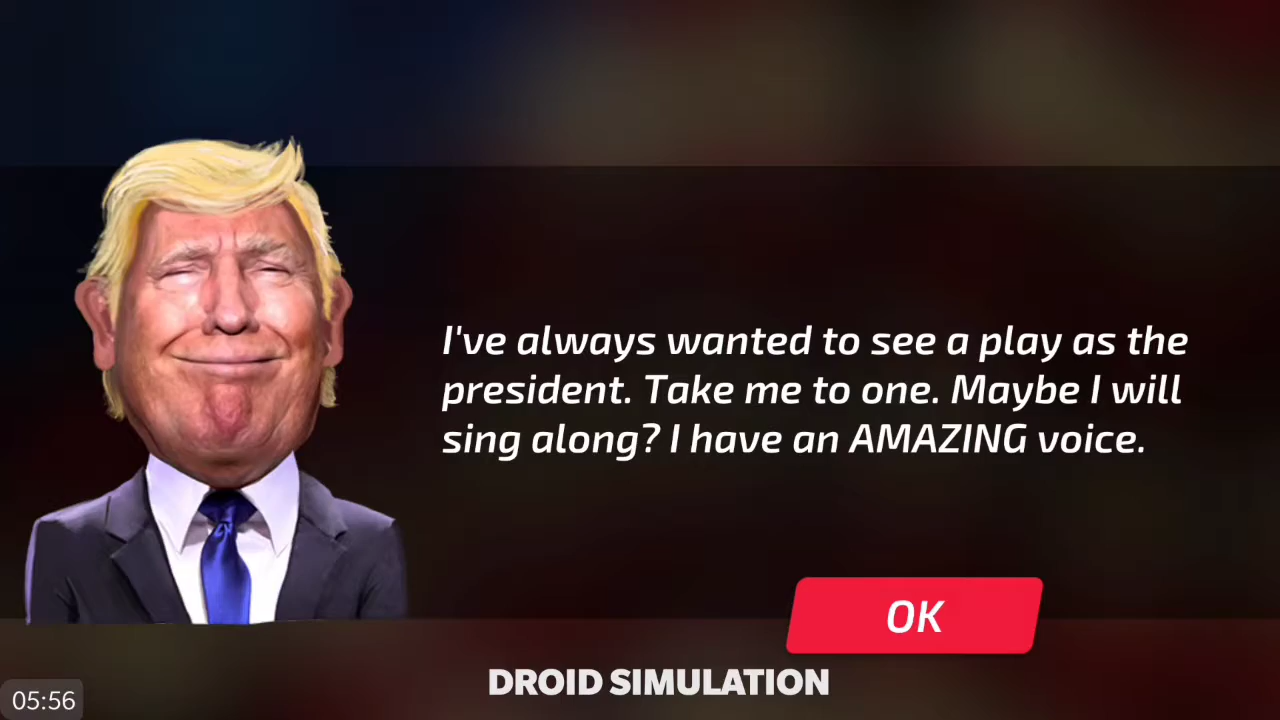 I've always wanted to see a play as the
president. Take me to one. Maybe I will
sing along? I have an AMAZING voice.
OK
DROID SIMULATION
05:56